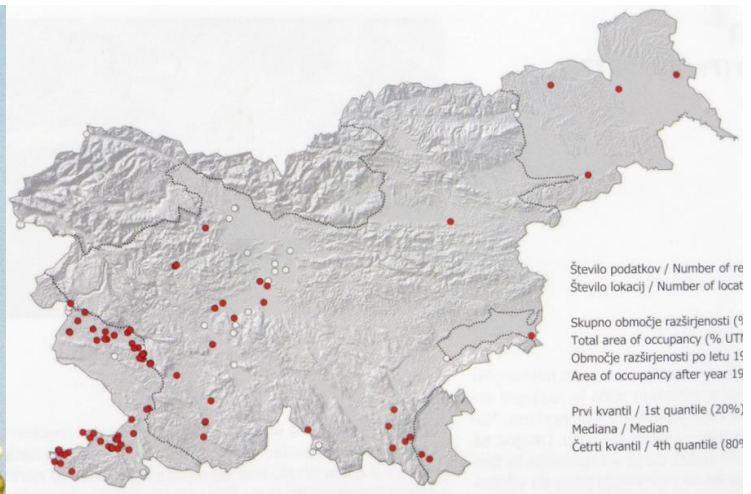 Število podatkov / Number of re
Število lokacij / Number of locat
Skupno območje razširjenosti (%
Total area of occupancy (% UTM
Območje razširjenosti po letu 19
Area of occupancy after year 19
Prvi kvantil / 1st quantile (20%)
Mediana / Median
Četrti kvantil / 4th quantile (80%